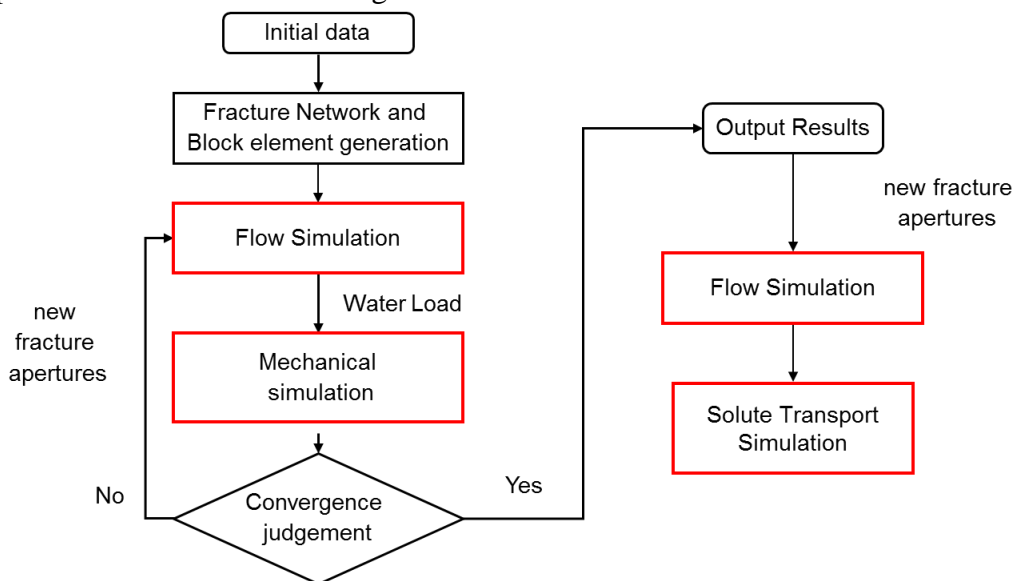 Initial data
Fracture Network and
Block element generation
Flow Simulation
Water Load
new
fracture
apertures
Mechanical
simulation
No
Convergence
judgement
Yes
Output Results
new fracture
apertures
Flow Simulation
Solute Transport
Simulation